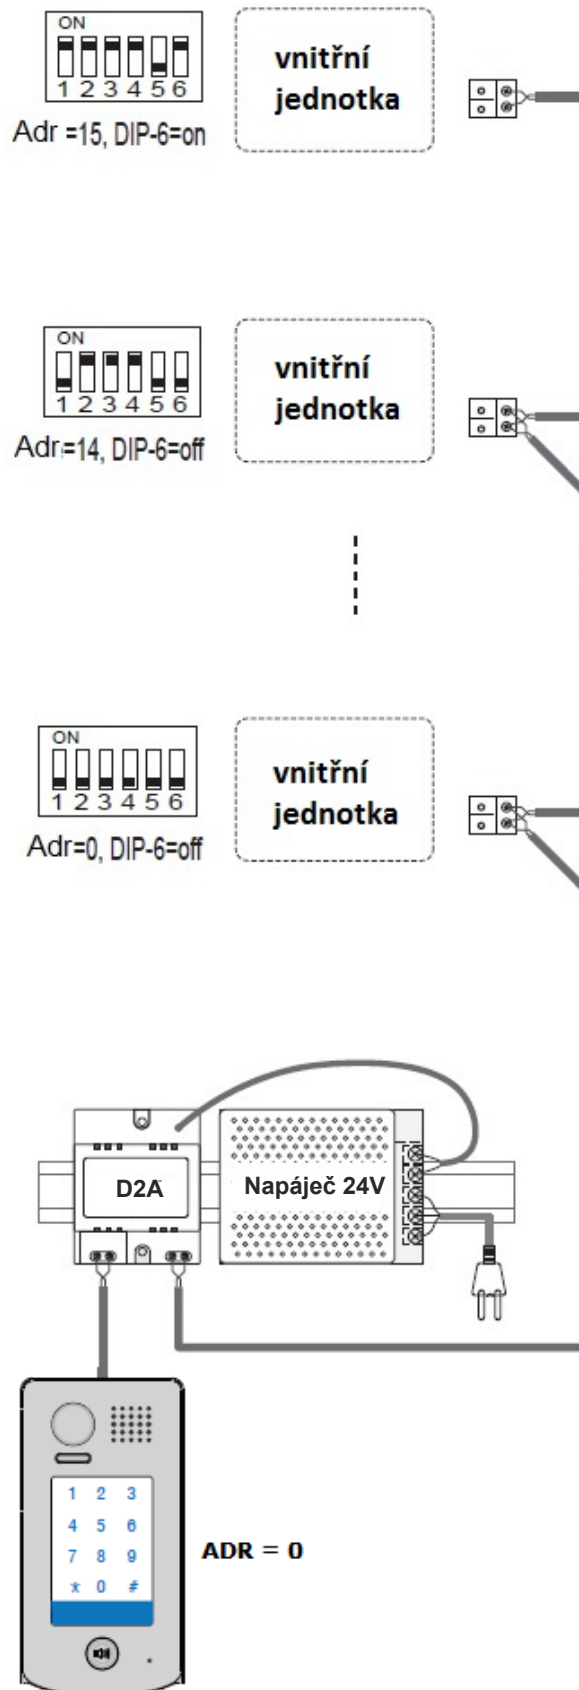 ON
1 2 3 4 5 6
Adr =15, DIP-6=on
vnitřní
jednotka
ON
1 2 3 4 5 6
Adr=14, DIP-6=off
vnitřní
jednotka
ON
1 2 3 4 5 6
Adr=0, DIP-6=off
vnitřní
jednotka
D2A
Napáječ 24V
1 2 3
4 5 6
7 8 9
* 0 #
ADR = 0